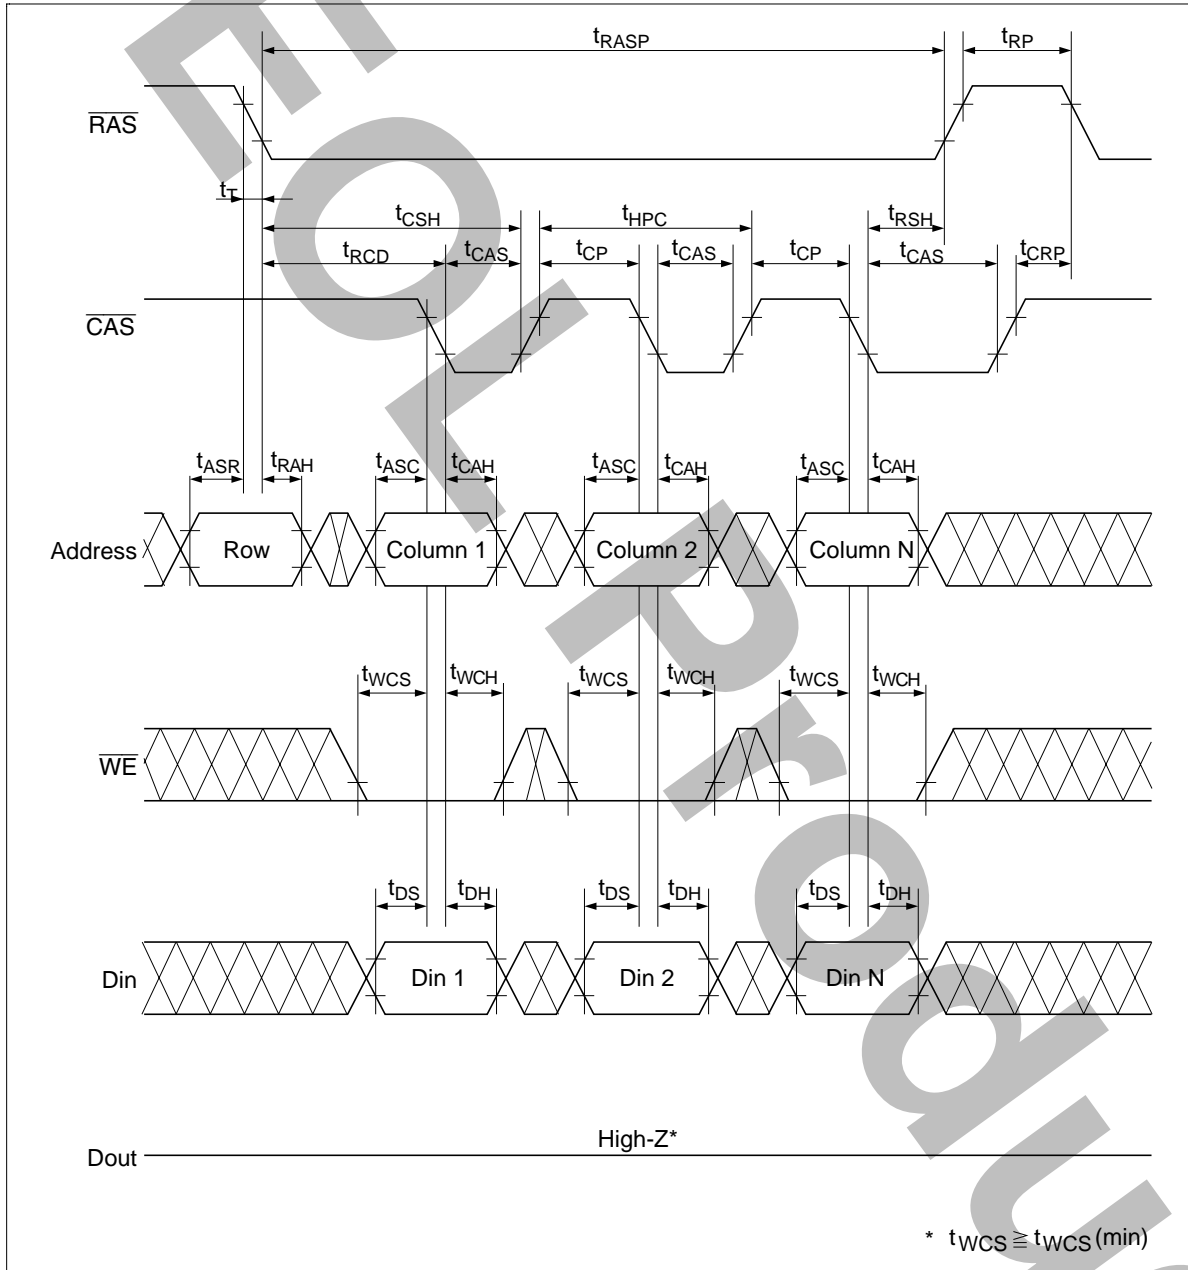 tRASP tRP
RAS
tT
tCSH tHPC tRSH
tRCD tCAS tCP tCAS tCP tCAS tCRP
CAS
tASR tRAH tASC tCAH tASC tCAH tASC tCAH
Address Row Column 1 Column 2 Column N
tWCS tWCH tWCS tWCH tWCS tWCH
WE
tDS tDH tDS tDH tDS tDH
Din Din 1 Din 2 Din N
High-Z*
Dout
* tWCS ≧ tWCS (min)
EOL Produ